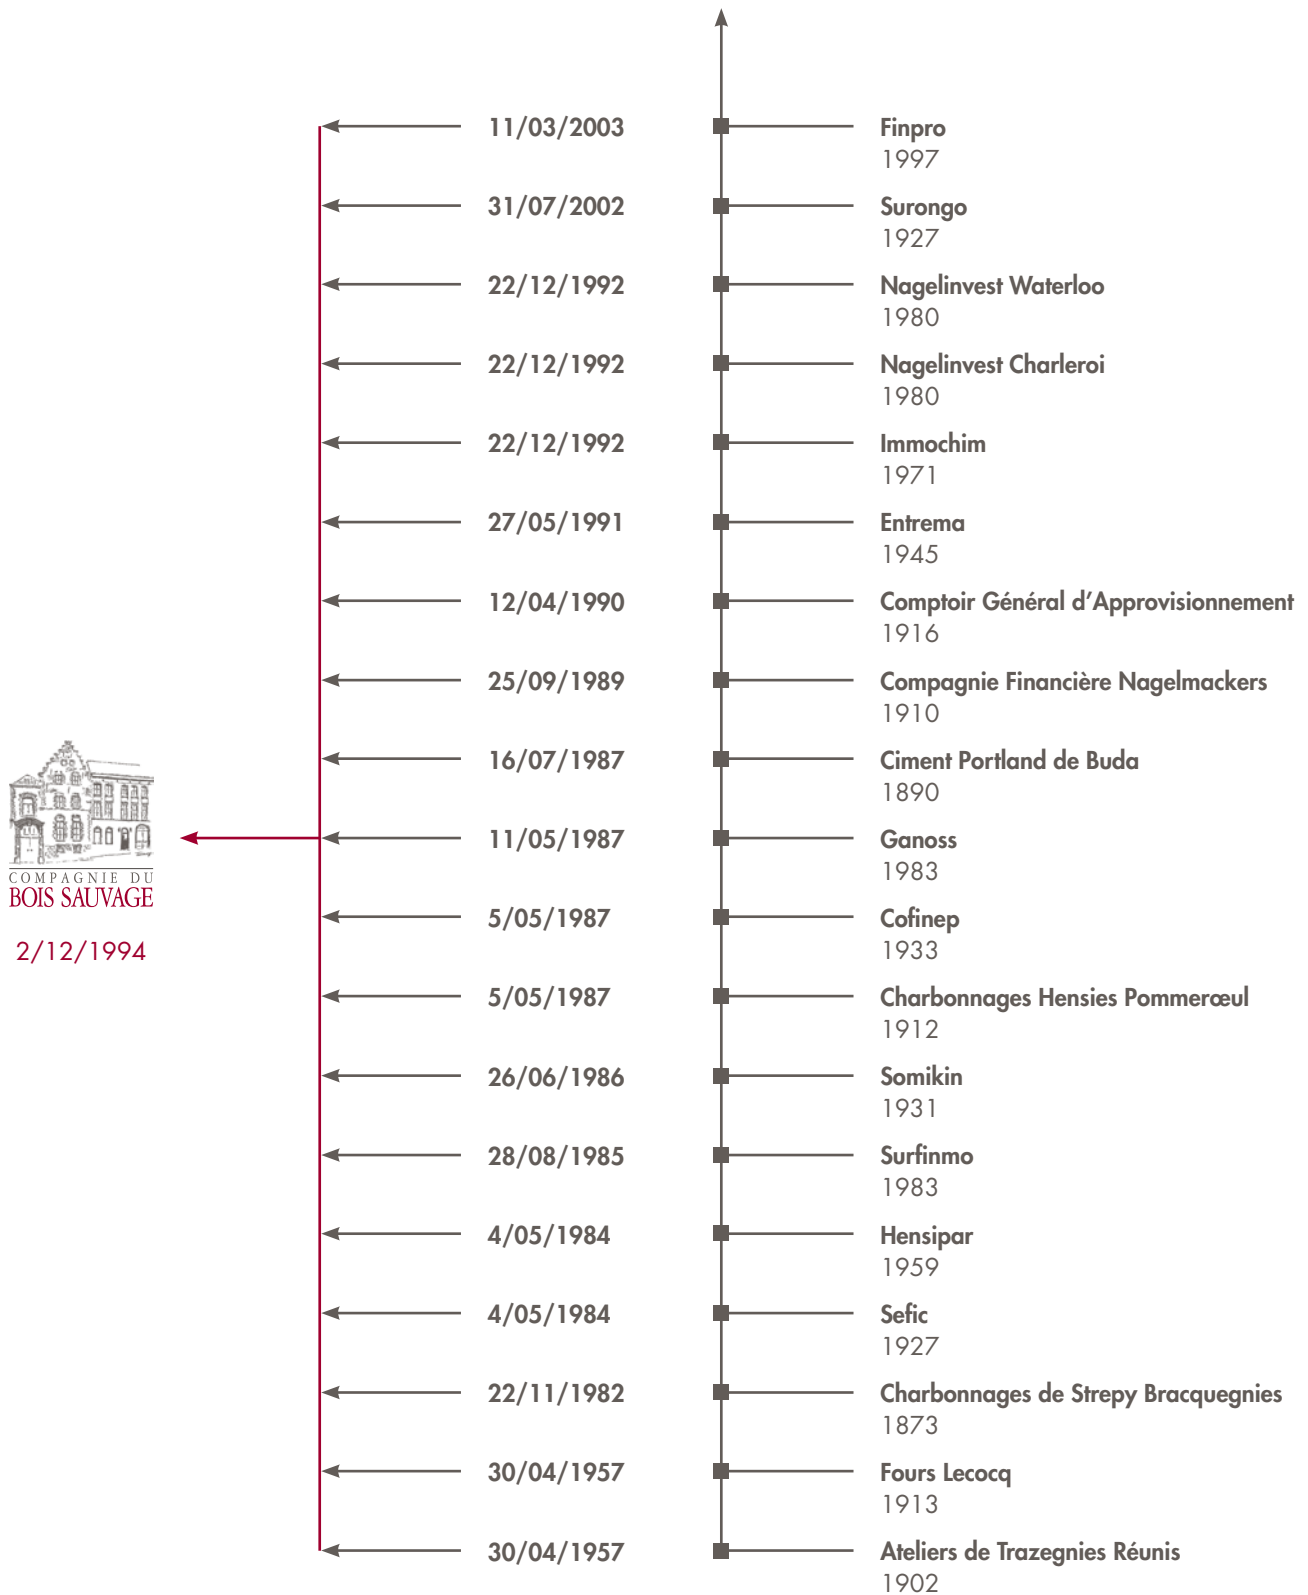 11/03/2003 Finpro
1997
31/07/2002 Surongo
1927
22/12/1992 Nagelinvest Waterloo
1980
22/12/1992 Nagelinvest Charleroi
1980
22/12/1992 Immochim
1971
27/05/1991 Entrema
1945
12/04/1990 Comptoir Général d’Approvisionnement
1916
25/09/1989 Compagnie Financière Nagelmackers
1910
16/07/1987 Ciment Portland de Buda
1890
11/05/1987 Ganoss
1983
COMPAGNIE DU
BOIS SAUVAGE
2/12/1994
5/05/1987 Cofinep
1933
5/05/1987 Charbonnages Hensies Pommerœul
1912
26/06/1986 Somikin
1931
28/08/1985 Surfinmo
1983
4/05/1984 Hensipar
1959
4/05/1984 Sefic
1927
22/11/1982 Charbonnages de Strepy Bracquegnies
1873
30/04/1957 Fours Lecocq
1913
30/04/1957 Ateliers de Trazegnies Réunis
1902